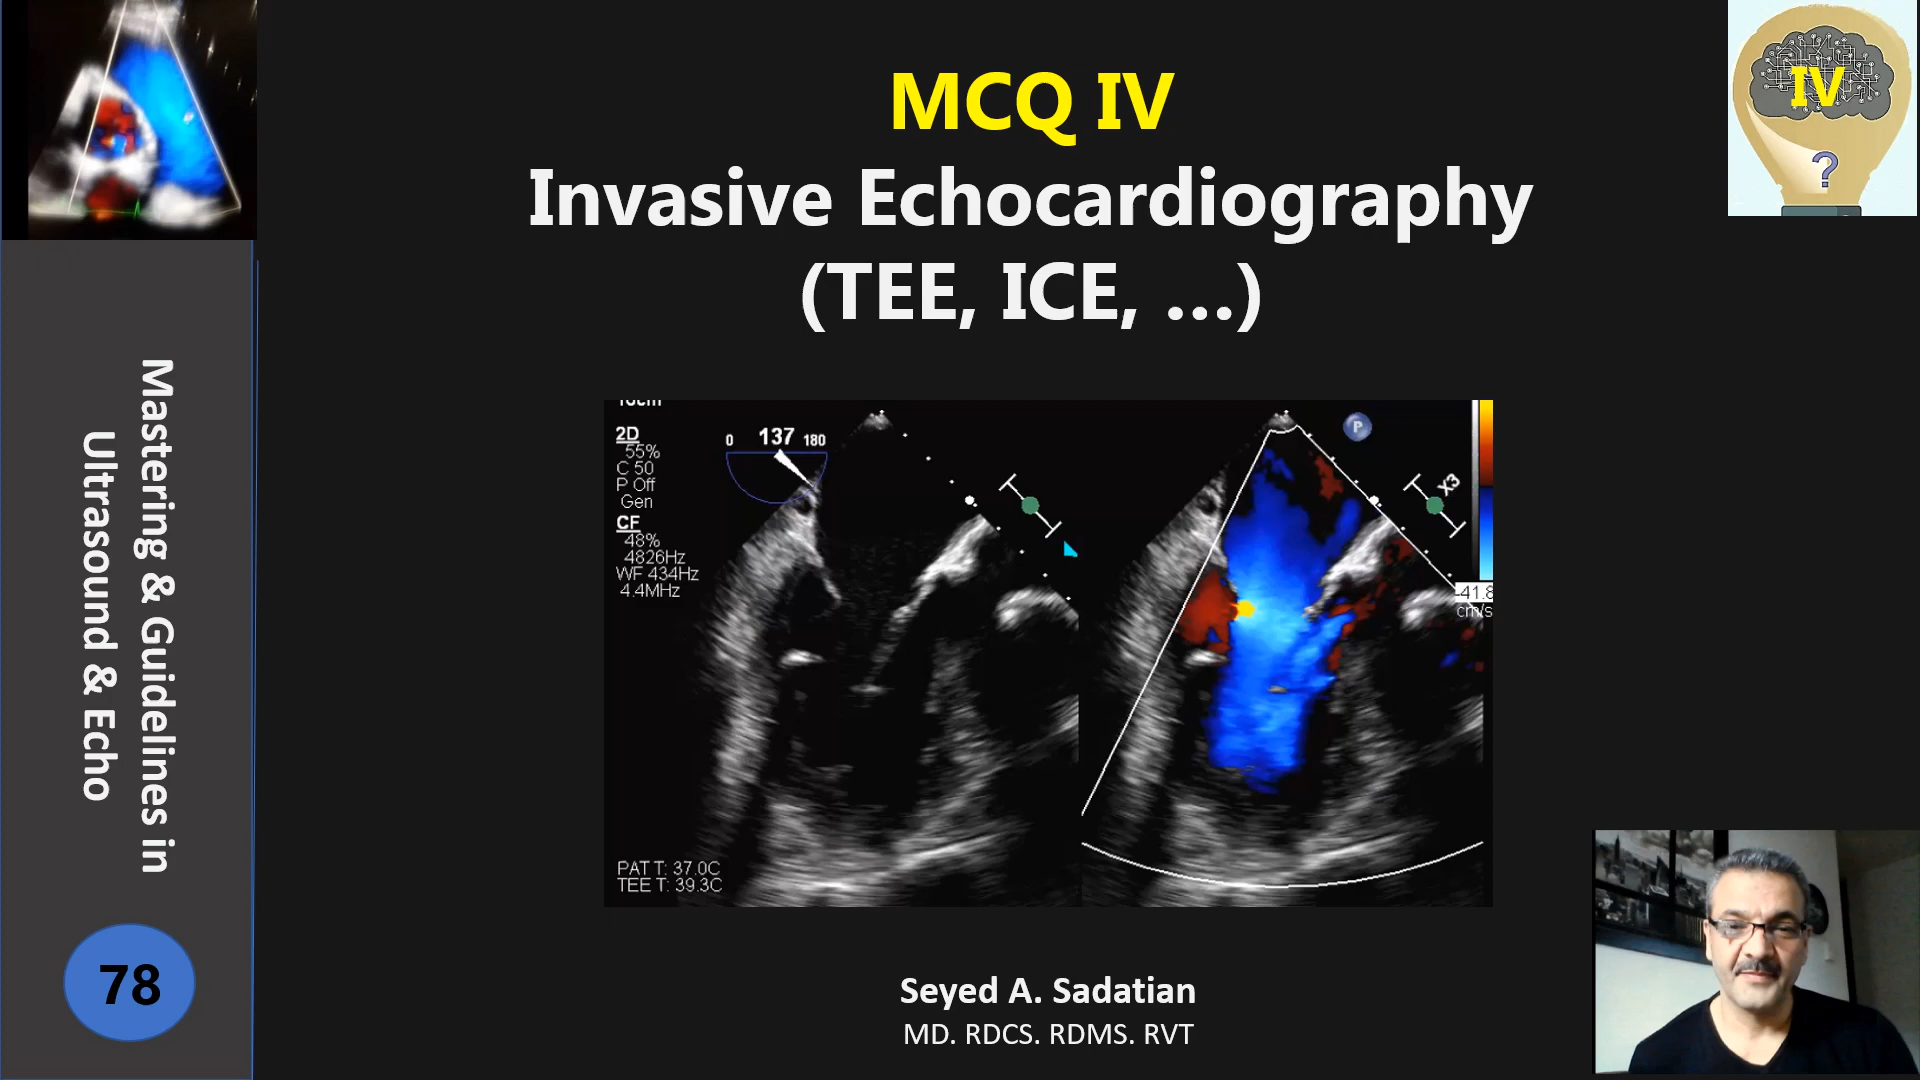 MCQ IV
Invasive Echocardiography
(TEE, ICE, ...)
IV
?
Mastering & Guidelines in
Ultrasound & Echo
78
2D
55%
C 50
P Off
Gen
CF
48%
4826Hz
WF 434Hz
4.4MHz
0 137 180
P
X3
-41.8
cm/s
PAT T: 37.0C
TEE T: 39.3C
Seyed A. Sadatian
MD. RDCS. RDMS. RVT